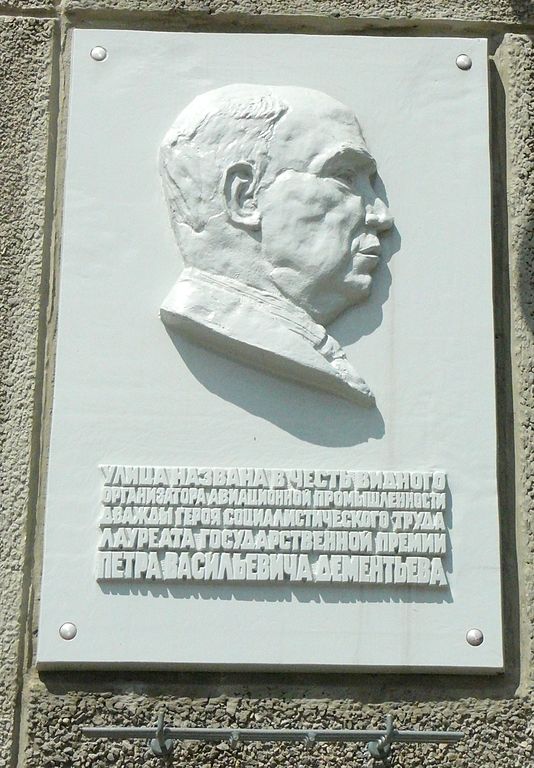 УЛИЦА НАЗВАНА В ЧЕСТЬ ВИДНОГО
ОРГАНИЗАТОРА АВИАЦИОННОЙ ПРОМЫШЛЕННОСТИ
ДВАЖДЫ ГЕРОЯ СОЦИАЛИСТИЧЕСКОГО ТРУДА
ЛАУРЕАТА ГОСУДАРСТВЕННОЙ ПРЕМИИ
ПЕТРА ВАСИЛЬЕВИЧА ДЕМЕНТЬЕВА